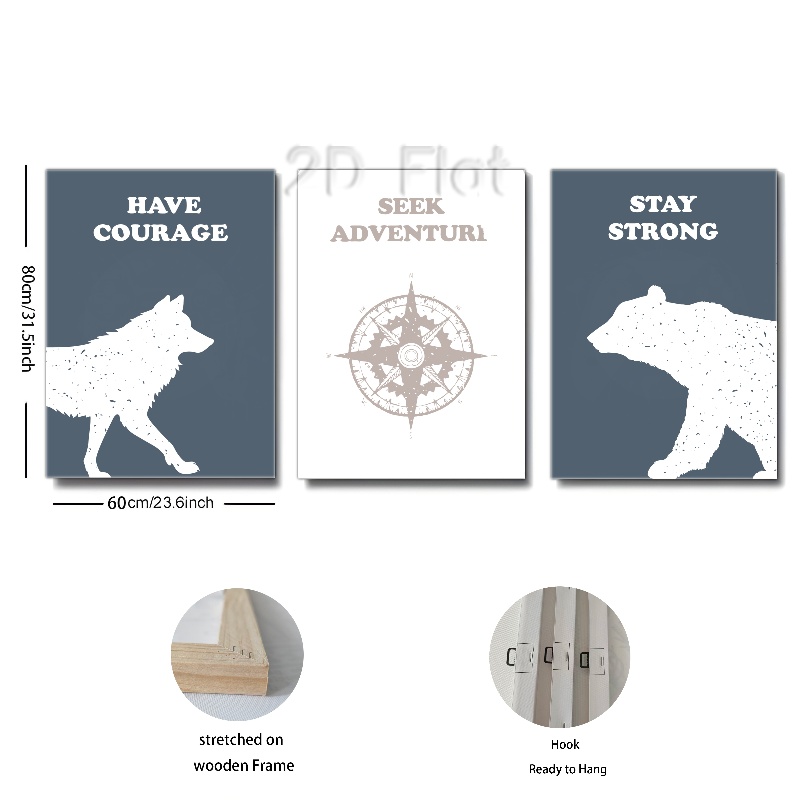 2D Flat
HAVE
COURAGE
SEEK
ADVENTURI
STAY
STRONG
80cm/31.5inch
60cm/23.6inch
stretched on
wooden Frame
Hook
Ready to Hang